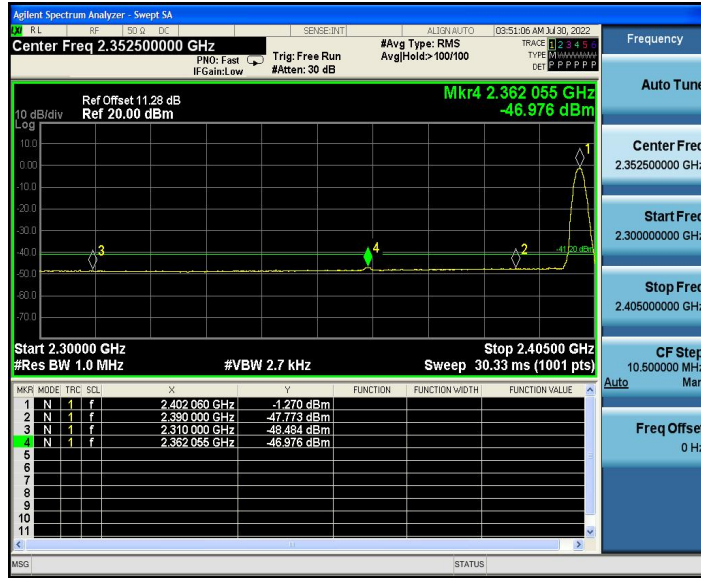 Agilent Spectrum Analyzer - Swept SA
LXI RL RF 50 Ω DC SENSE:INT ALIGN AUTO 03:51:06 AM Jul 30, 2022
Center Freq 2.352500000 GHz
PNO: Fast
IFGain:Low
Trig: Free Run
#Atten: 30 dB
#Avg Type: RMS
Avg|Hold:> 100/100
TRACE 1 2 3 4 5 6
TYPE M
DET P P P P P P
Ref Offset 11.28 dB
Ref 20.00 dBm
10 dB/div
Log
Mkr4 2.362 055 GHz
-46.976 dBm
10.0
0.00
-10.0
-20.0
-30.0
-40.0
-50.0
-60.0
-70.0
1
2
3
4
-41.20 dBm
Start 2.30000 GHz Stop 2.40500 GHz
#Res BW 1.0 MHz #VBW 2.7 kHz Sweep 30.33 ms (1001 pts)
MKR MODE TRC SCL X Y FUNCTION FUNCTION WIDTH FUNCTION VALUE
1 N 1 f 2.402 060 GHz -1.270 dBm
2 N 1 f 2.390 000 GHz -47.773 dBm
3 N 1 f 2.310 000 GHz -48.484 dBm
4 N 1 f 2.362 055 GHz -46.976 dBm
5
6
7
8
9
10
11
MSG STATUS
Frequency
Auto Tune
Center Freq
2.352500000 GHz
Start Freq
2.300000000 GHz
Stop Freq
2.405000000 GHz
CF Step
10.500000 MHz
Auto Man
Freq Offset
0 Hz